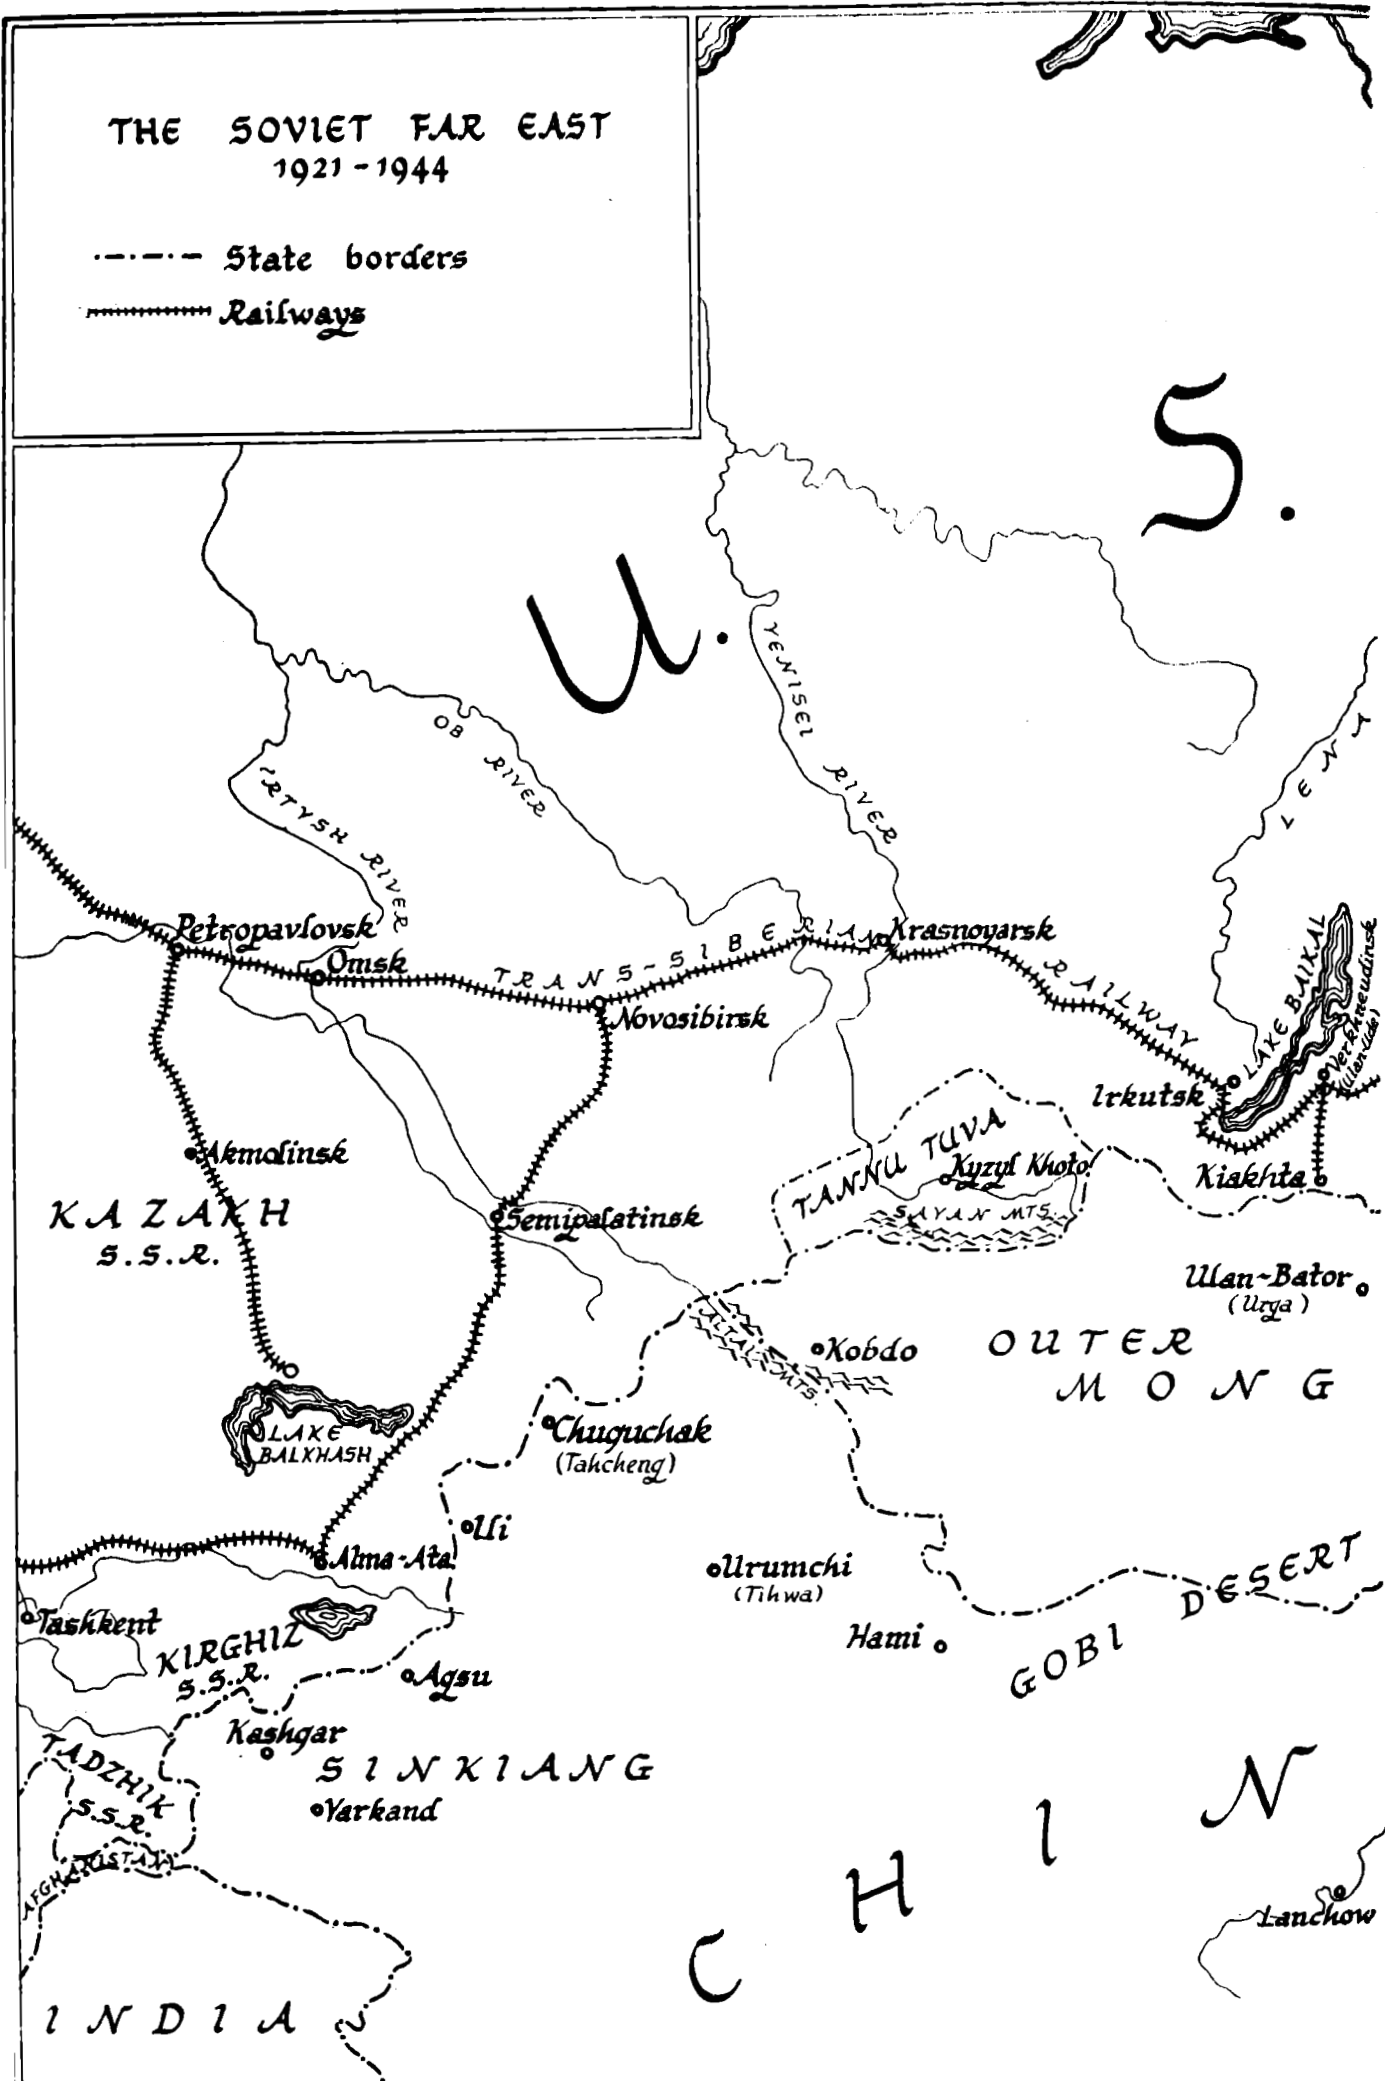 THE SOVIET FAR EAST
1921-1944
State borders
Railways
U. S.
YENISEI RIVER
OB RIVER
IRTYSH RIVER
LENA
Petropavlovsk
Omsk
TRANS-SIBERIAN RAILWAY
Krasnoyarsk
Novosibirsk
LAKE BAIKAL
Verkhneudinsk
(Ulan-Ude)
Irkutsk
Kiakhta
Akmolinsk
TANNU TUVA
Kyzyl Khoto
SAYAN MTS.
KAZAKH
S.S.R.
Semipalatinsk
Ulan-Bator
(Urga)
ALTAI MTS.
Kobdo
OUTER
MONG
LAKE
BALKHASH
Chuguchak
(Tahcheng)
Ili
Alma-Ata
Urumchi
(Tihwa)
Tashkent
Hami
GOBI DESERT
KIRGHIZ
S.S.R.
Aqsu
Kashgar
SINKIANG
TADZHIK
S.S.R.
Yarkand
AFGHANISTAN
CHIN
Lanchow
INDIA